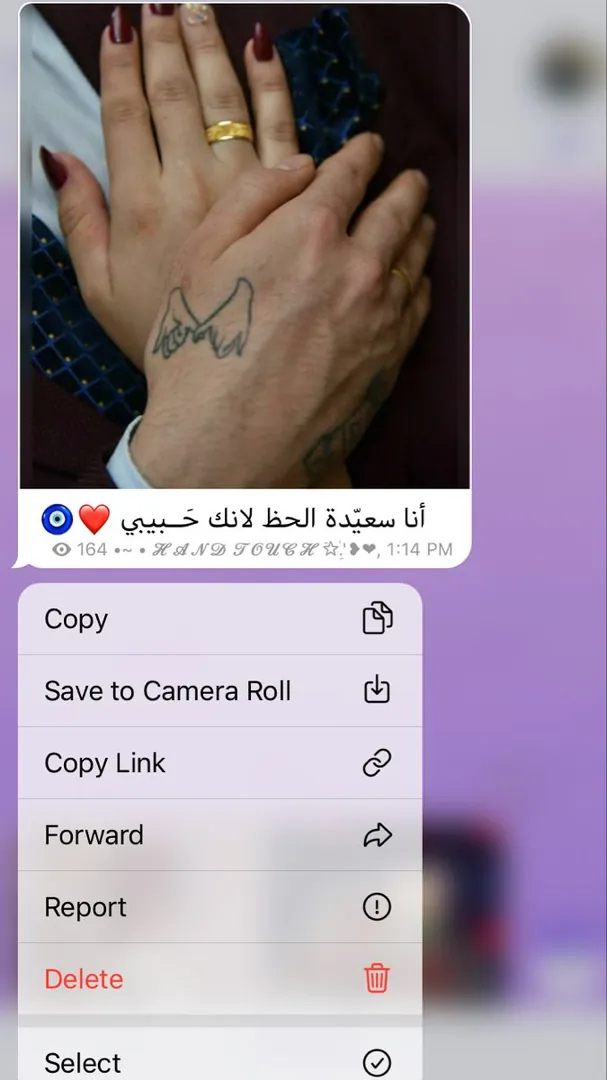 أنا سعيّدة الحظ لانك حَــبيبي ❤️🧿
164 •~ • ℋ𝒜𝒩𝒟 𝒯𝒪𝒰𝒞ℋ ✩⁝❥❤, 1:14 PM
Copy
Save to Camera Roll
Copy Link
Forward
Report
Delete
Select